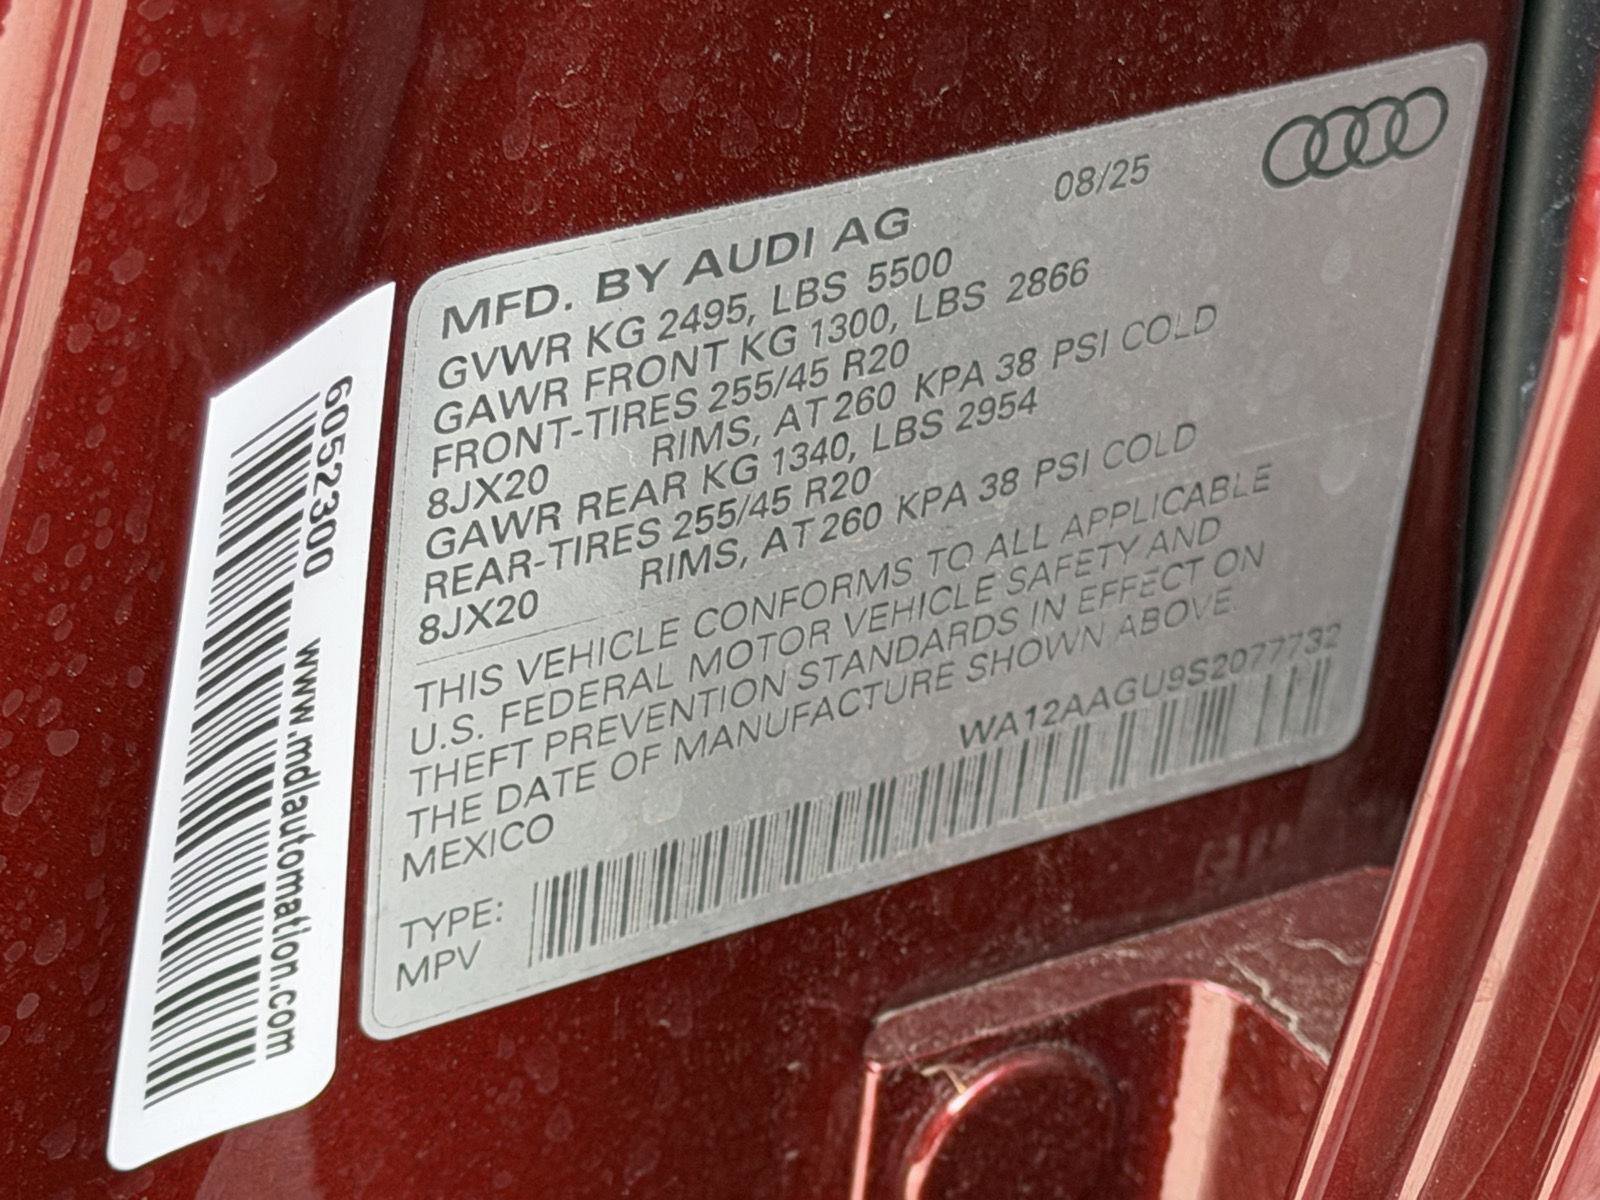 08/25
MFD. BY AUDI AG
GVWR KG 2495, LBS 5500
GAWR FRONT KG 1300, LBS 2866
FRONT-TIRES 255/45 R20
8JX20 RIMS, AT 260 KPA 38 PSI COLD
GAWR REAR KG 1340, LBS 2954
REAR-TIRES 255/45 R20
8JX20 RIMS, AT 260 KPA 38 PSI COLD
THIS VEHICLE CONFORMS TO ALL APPLICABLE
U.S. FEDERAL MOTOR VEHICLE SAFETY AND
THEFT PREVENTION STANDARDS IN EFFECT ON
THE DATE OF MANUFACTURE SHOWN ABOVE.
MEXICO
WA12AAGU9S2077732
TYPE:
MPV
6052300 www.mdlautomation.com